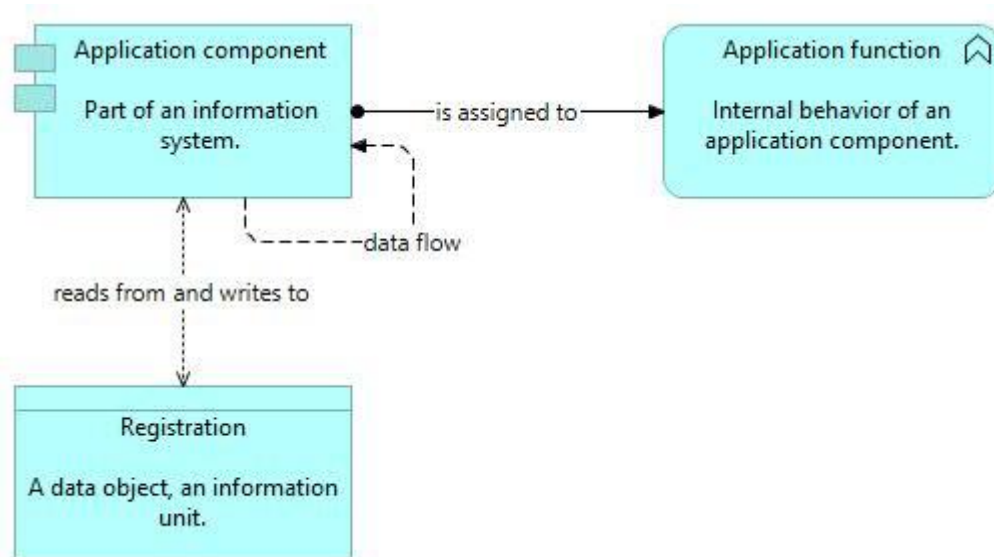 Application component
Part of an information
system.
is assigned to
Application function
Internal behavior of an
application component.
data flow
reads from and writes to
Registration
A data object, an information
unit.